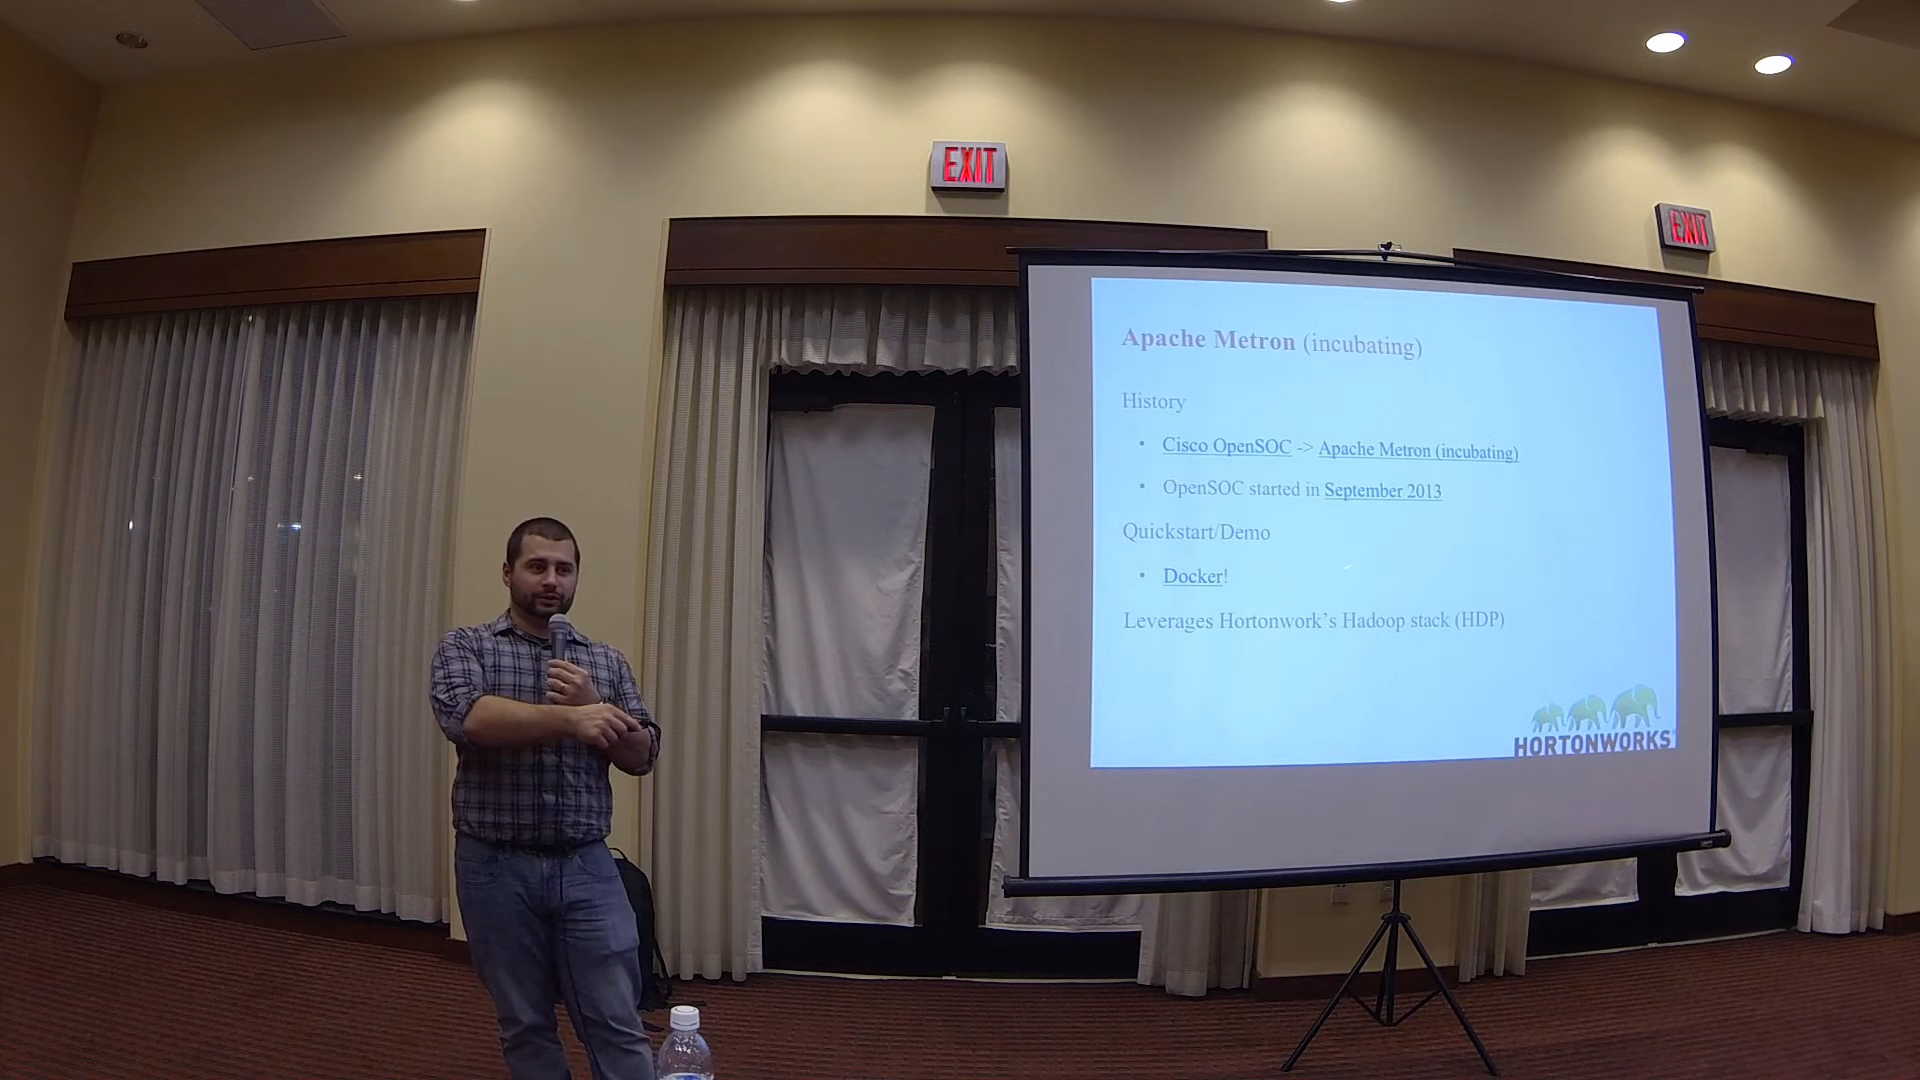 EXIT
EXIT
Apache Metron (incubating)
History
• Cisco OpenSOC -> Apache Metron (incubating)
• OpenSOC started in September 2013
Quickstart/Demo
• Docker!
Leverages Hortonwork's Hadoop stack (HDP)
HORTONWORKS